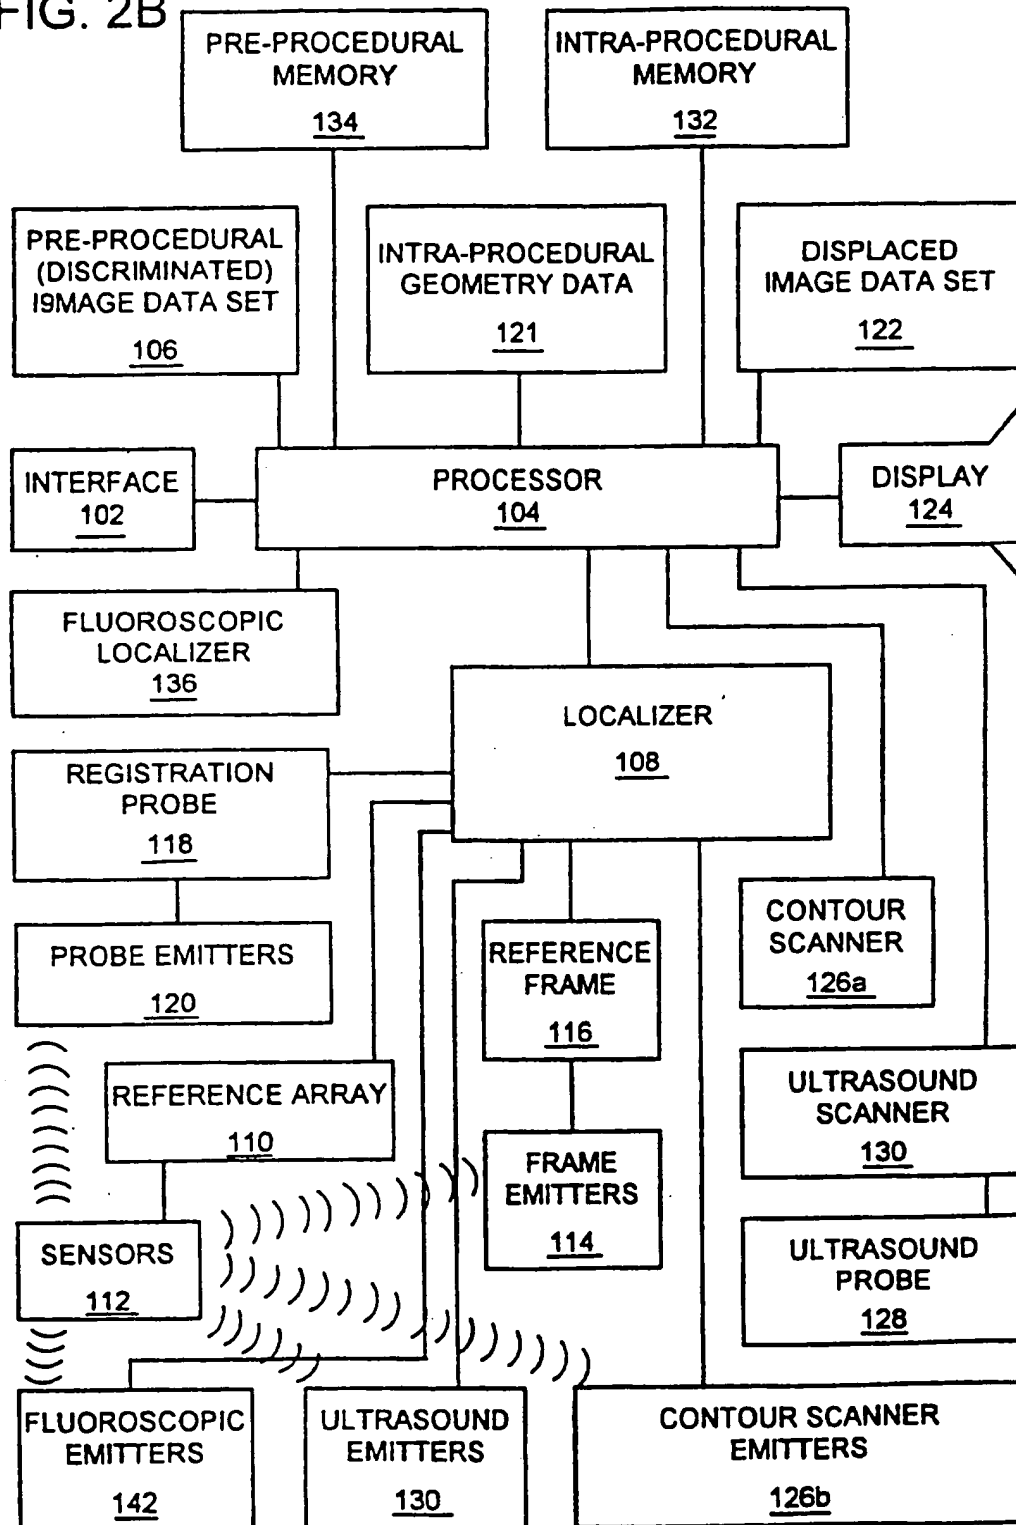 FIG. 2B
PRE-PROCEDURAL
MEMORY
134
INTRA-PROCEDURAL
MEMORY
132
PRE-PROCEDURAL
(DISCRIMINATED)
I9MAGE DATA SET
106
INTRA-PROCEDURAL
GEOMETRY DATA
121
DISPLACED
IMAGE DATA SET
122
INTERFACE
102
PROCESSOR
104
DISPLAY
124
FLUOROSCOPIC
LOCALIZER
136
LOCALIZER
108
REGISTRATION
PROBE
118
PROBE EMITTERS
120
REFERENCE
FRAME
116
CONTOUR
SCANNER
126a
REFERENCE ARRAY
110
ULTRASOUND
SCANNER
130
FRAME
EMITTERS
114
SENSORS
112
ULTRASOUND
PROBE
128
FLUOROSCOPIC
EMITTERS
142
ULTRASOUND
EMITTERS
130
CONTOUR SCANNER
EMITTERS
126b